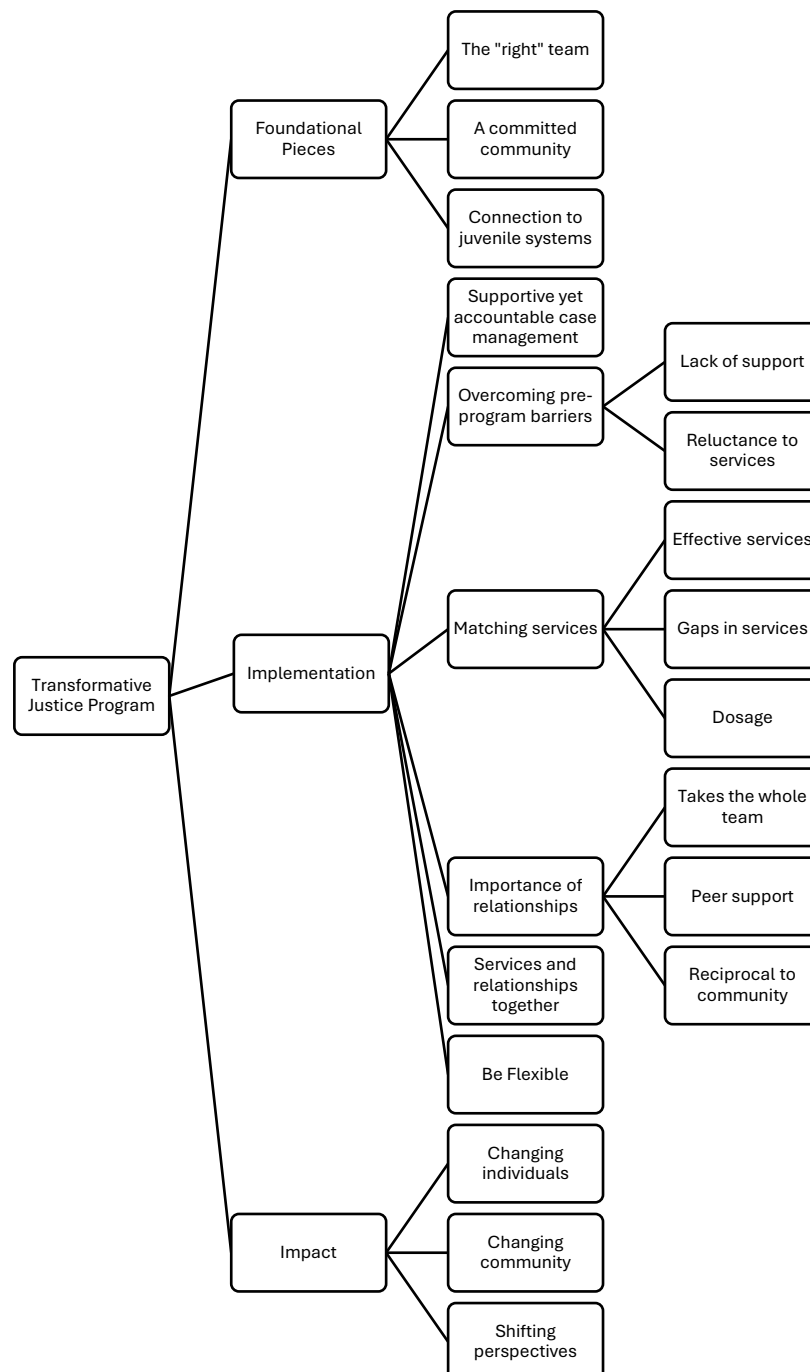 The "right" team
Foundational
Pieces
A committed
community
Connection to
juvenile systems
Supportive yet
accountable case
management
Overcoming pre-
program barriers
Lack of support
Reluctance to
services
Effective services
Matching services
Gaps in services
Dosage
Transformative
Justice Program
Implementation
Takes the whole
team
Importance of
relationships
Peer support
Services and
relationships
together
Reciprocal to
community
Be Flexible
Changing
individuals
Impact
Changing
community
Shifting
perspectives